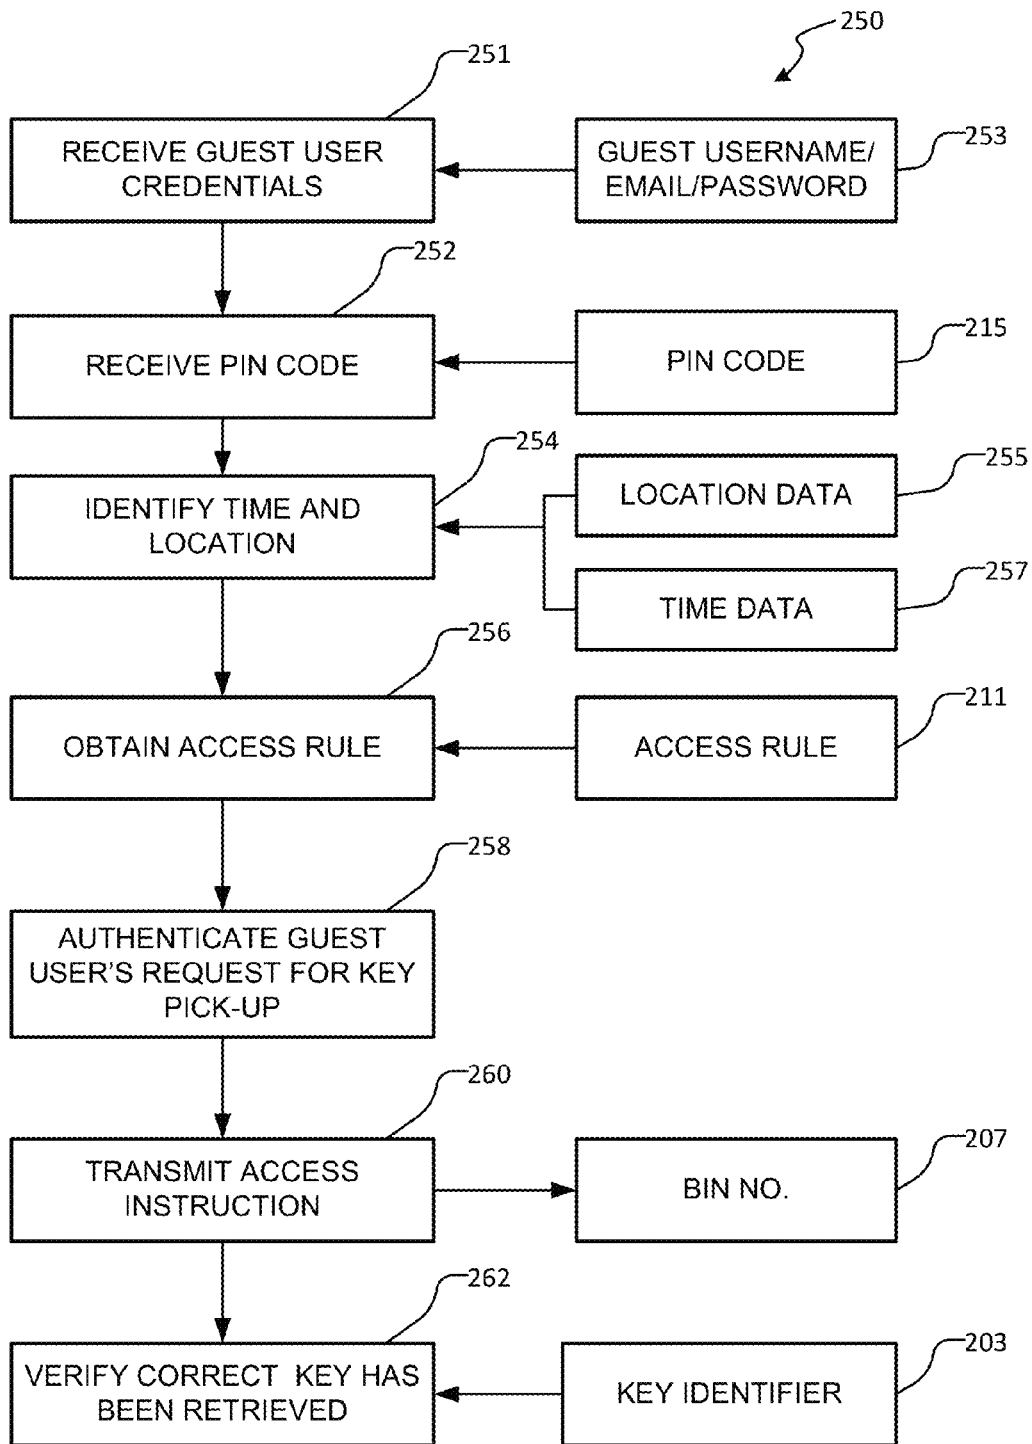 250
251
RECEIVE GUEST USER
CREDENTIALS
GUEST USERNAME/
EMAIL/PASSWORD
253
252
RECEIVE PIN CODE
PIN CODE
215
254
IDENTIFY TIME AND
LOCATION
LOCATION DATA
255
TIME DATA
257
256
OBTAIN ACCESS RULE
ACCESS RULE
211
258
AUTHENTICATE GUEST
USER'S REQUEST FOR KEY
PICK-UP
260
TRANSMIT ACCESS
INSTRUCTION
BIN NO.
207
262
VERIFY CORRECT KEY HAS
BEEN RETRIEVED
KEY IDENTIFIER
203